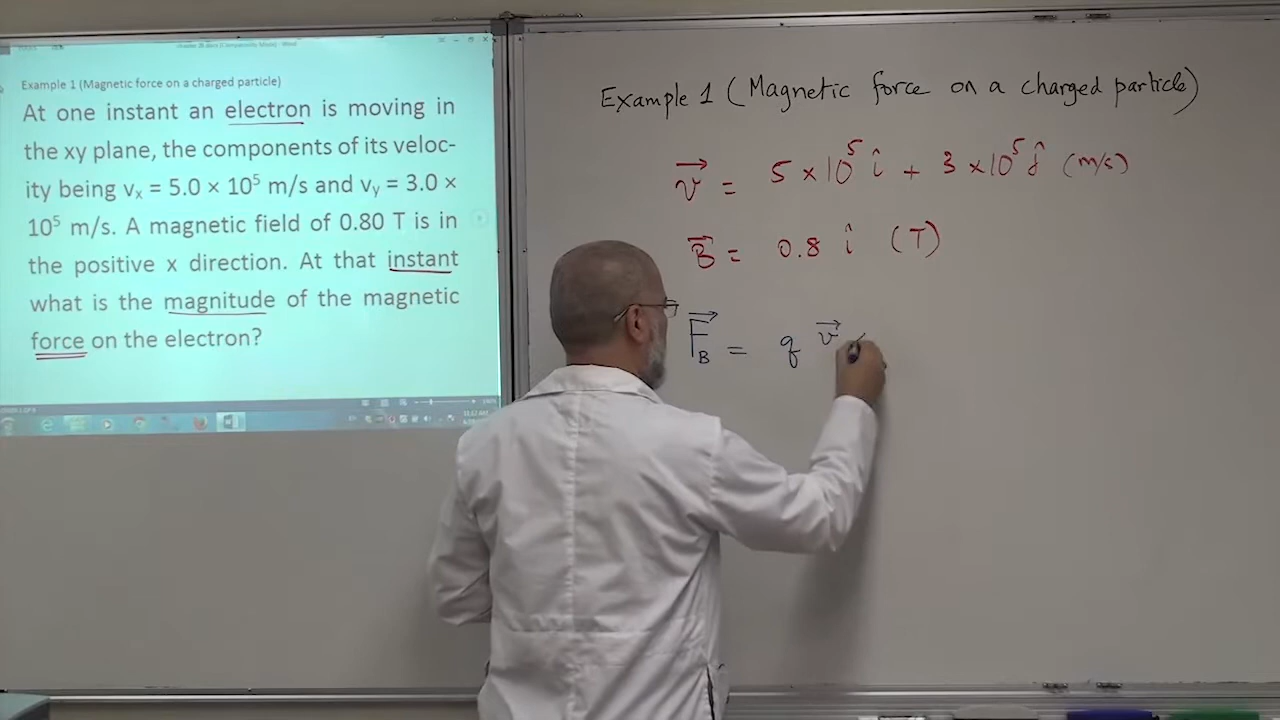 Example 1 (Magnetic force on a charged particle)
At one instant an electron is moving in
the xy plane, the components of its veloc-
ity being vₓ = 5.0 × 10⁵ m/s and vᵧ = 3.0 ×
10⁵ m/s. A magnetic field of 0.80 T is in
the positive x direction. At that instant
what is the magnitude of the magnetic
force on the electron?
Example 1 (Magnetic force on a charged particle)
v⃗ = 5 × 10⁵ î + 3 × 10⁵ ĵ (m/s)
B⃗ = 0.8 î (T)
F⃗_B = q v⃗